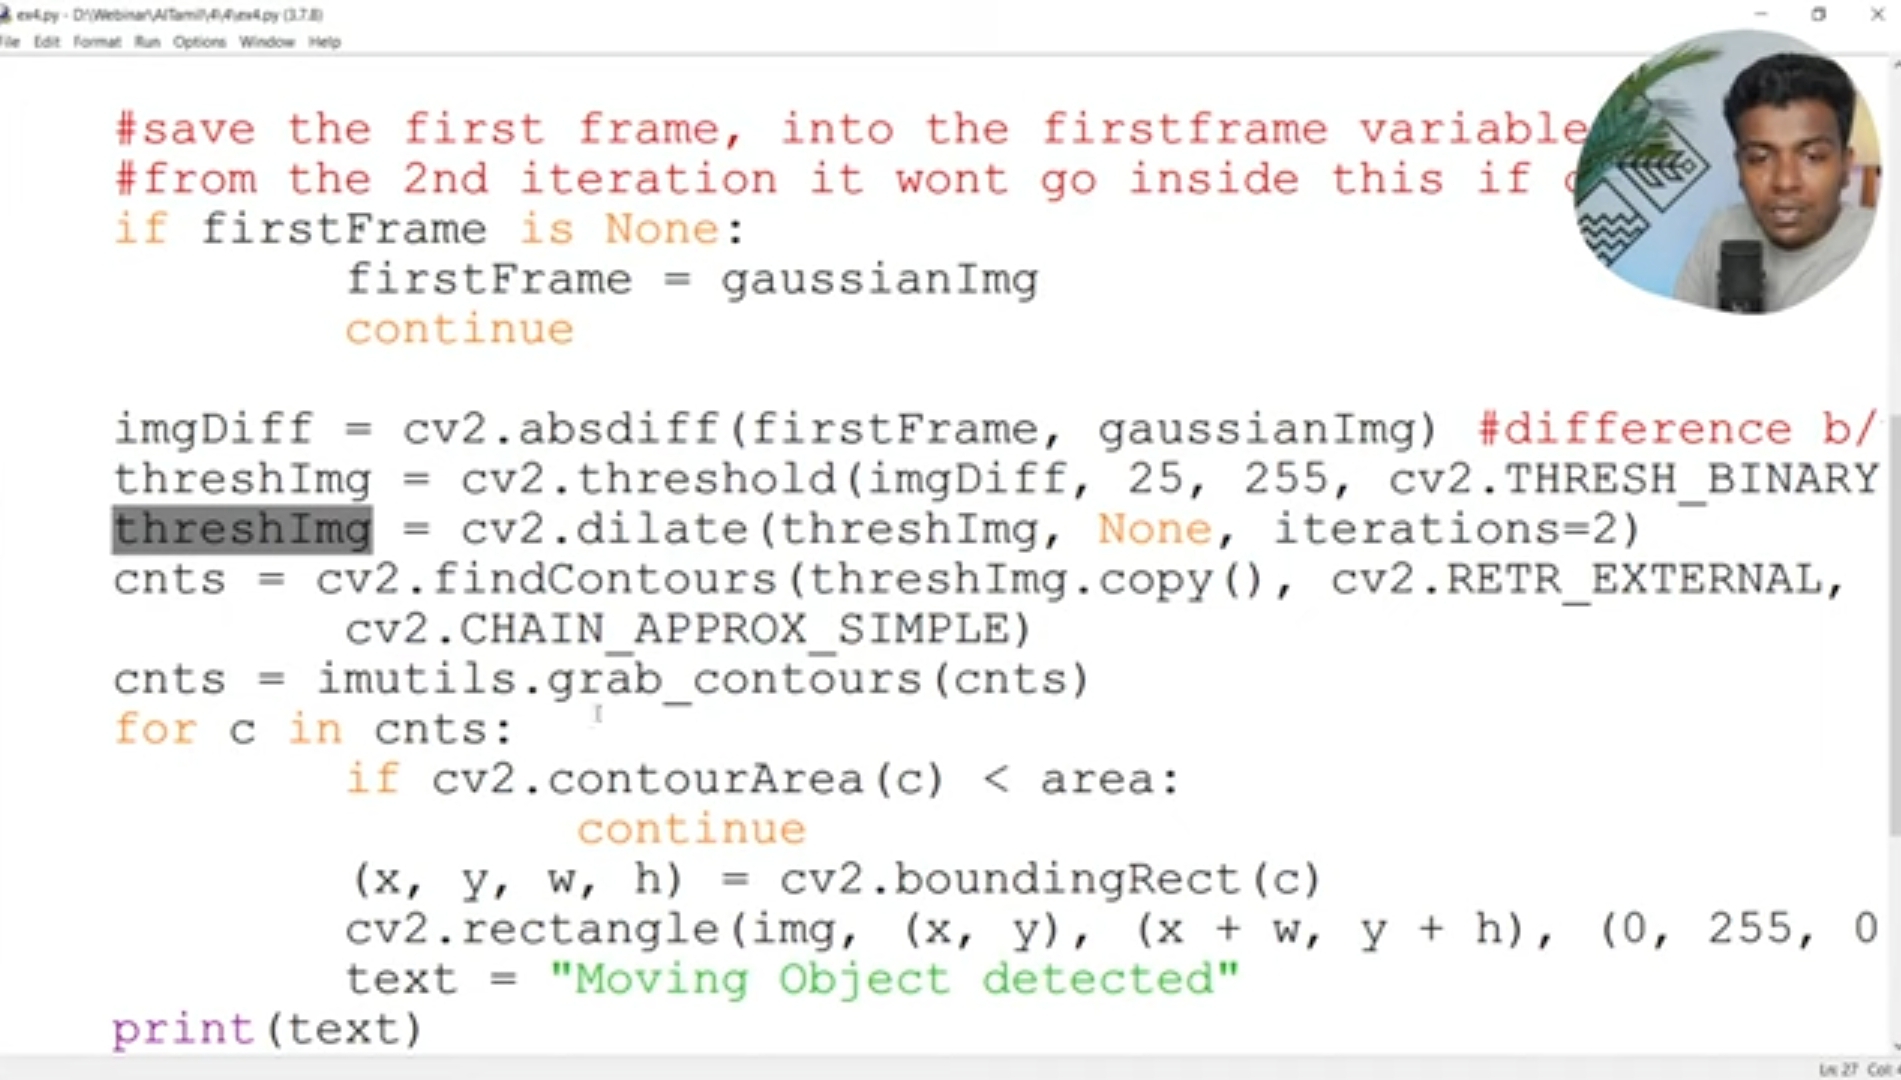 ex4.py - D:\Webinar\AITamil\4\4\ex4.py (3.7.8)
File Edit Format Run Options Window Help
#save the first frame, into the firstframe variable
#from the 2nd iteration it wont go inside this if
if firstFrame is None:
firstFrame = gaussianImg
continue
imgDiff = cv2.absdiff(firstFrame, gaussianImg) #difference b/
threshImg = cv2.threshold(imgDiff, 25, 255, cv2.THRESH_BINARY
threshImg = cv2.dilate(threshImg, None, iterations=2)
cnts = cv2.findContours(threshImg.copy(), cv2.RETR_EXTERNAL,
cv2.CHAIN_APPROX_SIMPLE)
cnts = imutils.grab_contours(cnts)
for c in cnts:
if cv2.contourArea(c) < area:
continue
(x, y, w, h) = cv2.boundingRect(c)
cv2.rectangle(img, (x, y), (x + w, y + h), (0, 255, 0
text = "Moving Object detected"
print(text)
Ln: 27 Col: